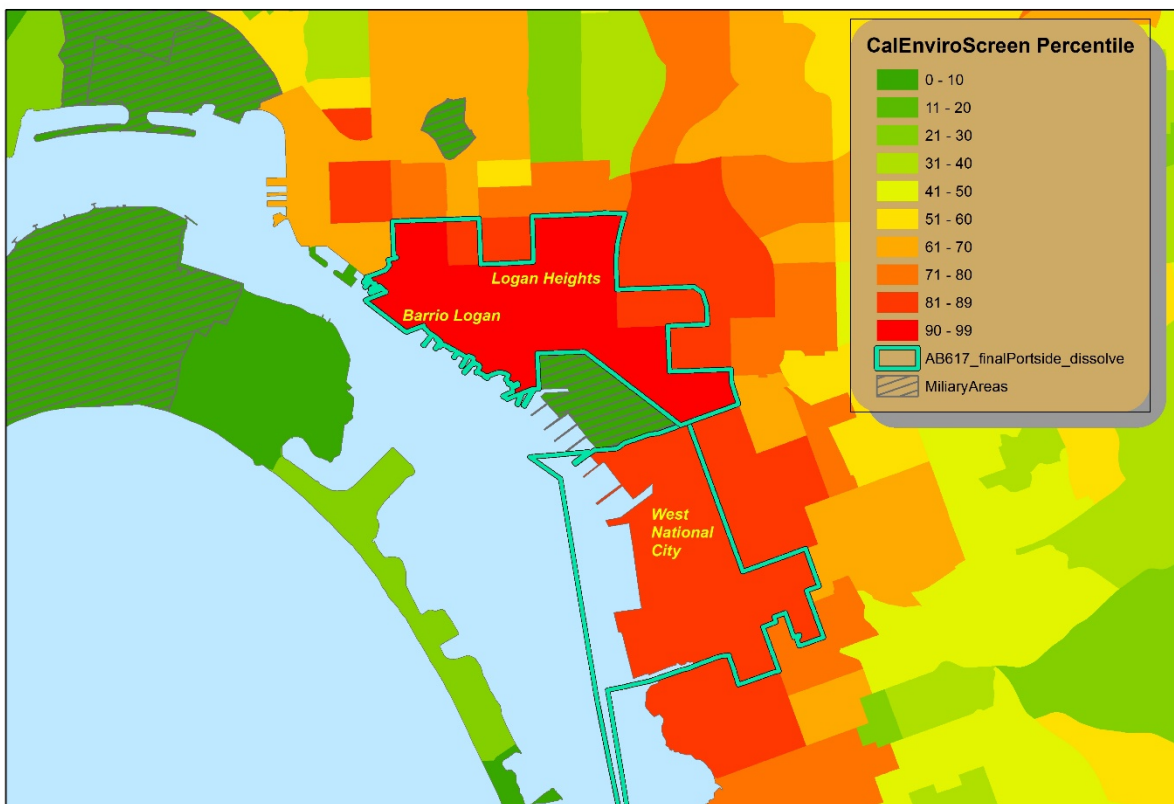 CalEnviroScreen Percentile
0 - 10
11 - 20
21 - 30
31 - 40
41 - 50
51 - 60
61 - 70
71 - 80
81 - 89
90 - 99
AB617_finalPortside_dissolve
MiliaryAreas
Logan Heights
Barrio Logan
West
National
City